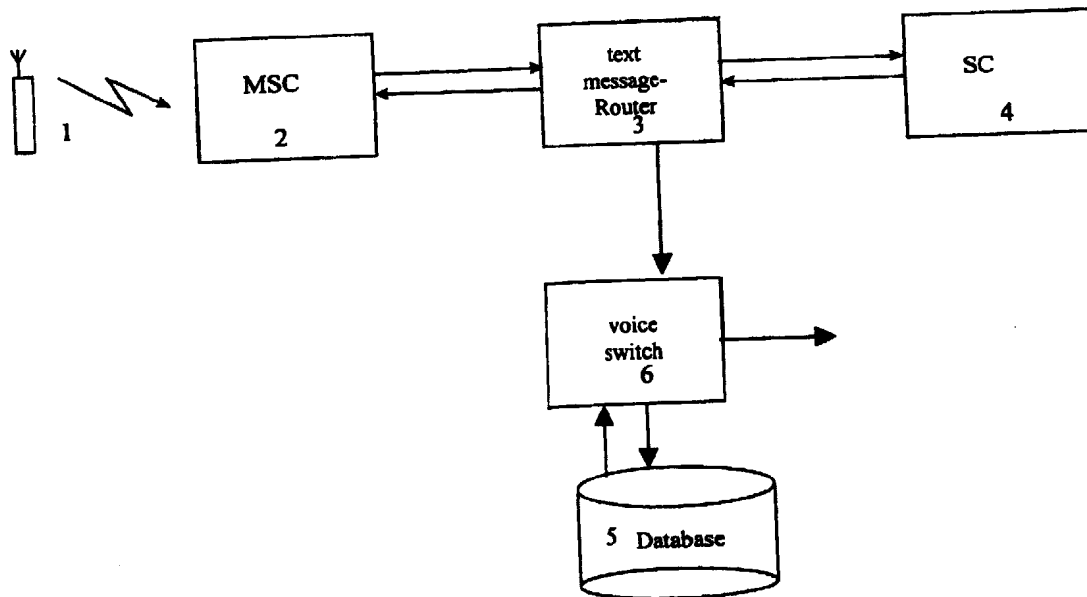 1
MSC
2
text
message-
Router
3
SC
4
voice
switch
6
5 Database